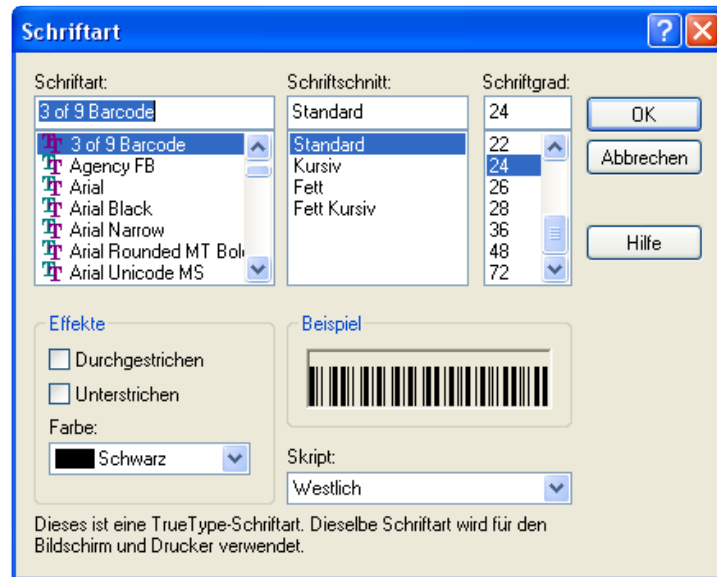 Schriftart
Schriftart:
3 of 9 Barcode
3 of 9 Barcode
Agency FB
Arial
Arial Black
Arial Narrow
Arial Rounded MT Bol
Arial Unicode MS
Schriftschnitt:
Standard
Standard
Kursiv
Fett
Fett Kursiv
Schriftgrad:
24
22
24
26
28
36
48
72
OK
Abbrechen
Hilfe
Effekte
Durchgestrichen
Unterstrichen
Farbe:
Schwarz
Beispiel
Skript:
Westlich
Dieses ist eine TrueType-Schriftart. Dieselbe Schriftart wird für den
Bildschirm und Drucker verwendet.